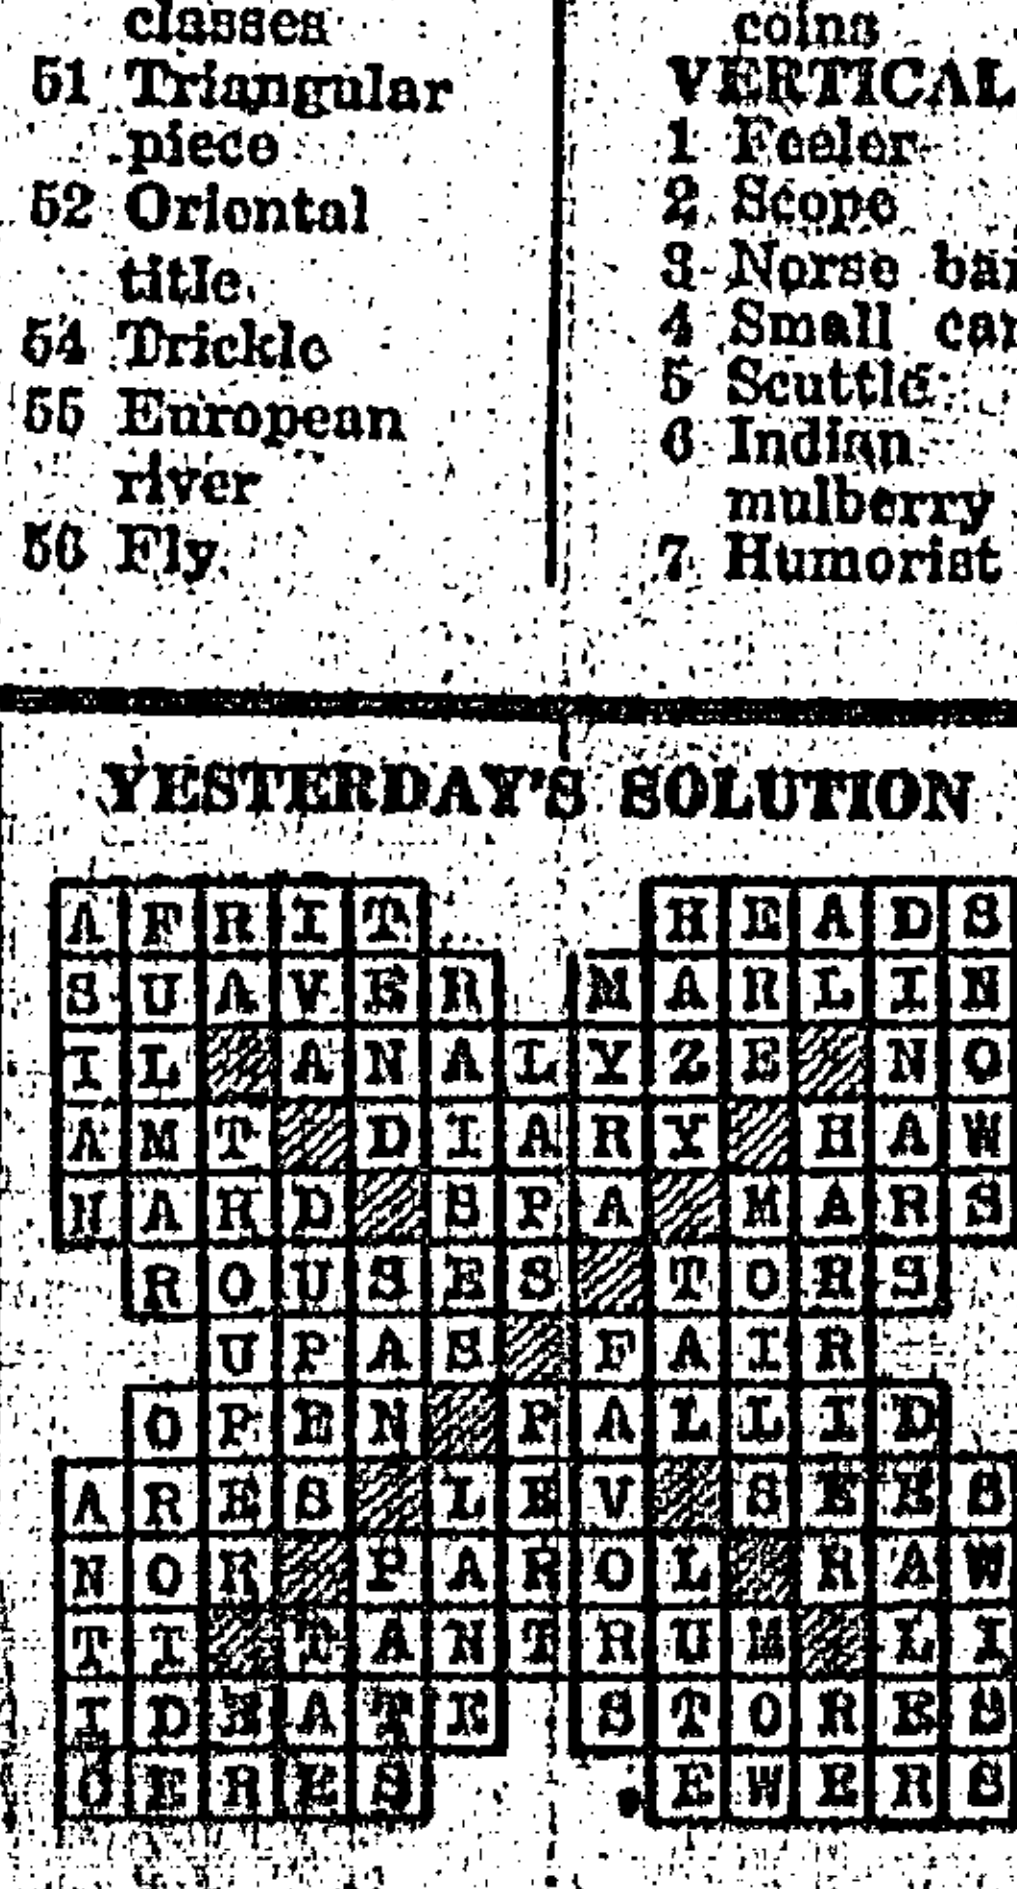 classes
51 Triangular
piece
52 Oriental
title
54 Trickle
55 European
river
56 Fly
coins
VERTICAL
1 Feeler
2 Scope
3 Norse
4 Small
5 Scuttle
6 Indian
mulberry
7 Humorist
YESTERDAY'S SOLUTION
A F R I T H E A D S
S U A V E R M A R L I N
I L A N A L Y Z E N O
A M T D I A R Y H A W
N A R D S P A M A R S
R O U S E S T O R S
U P A S F A I R
O P E N P A L L I D
A R E S L E V S E E S
N O R P A R O L R A W
T I T A N T R U M L I
I D E A T E S T O R E S
C E R E S E W E R S